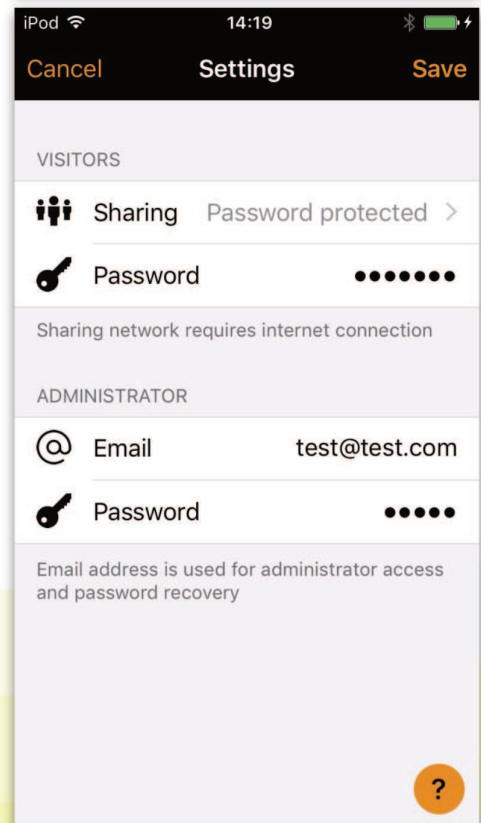 iPod 14:19
Cancel Settings Save
VISITORS
Sharing Password protected >
Password •••••••
Sharing network requires internet connection
ADMINISTRATOR
@ Email test@test.com
Password •••••
Email address is used for administrator access
and password recovery
?